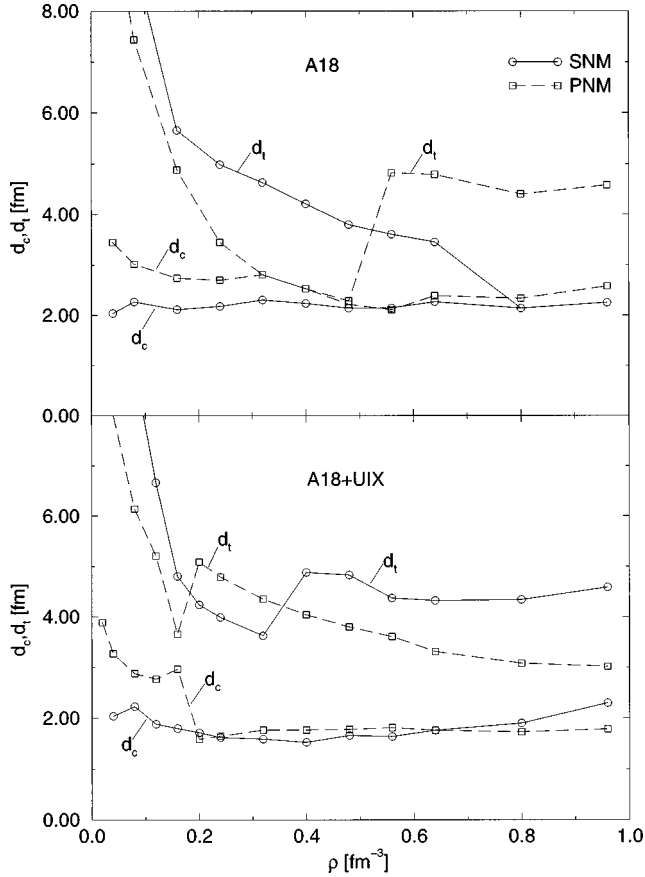 8.00
A18
SNM
PNM
6.00
d_t
d_t
4.00
d_c
2.00
d_c
d_c,d_t [fm]
0.00
A18+UIX
6.00
d_t
d_t
4.00
d_c
2.00
d_c
d_c,d_t [fm]
0.00
0.0 0.2 0.4 0.6 0.8 1.0
ρ [fm⁻³]